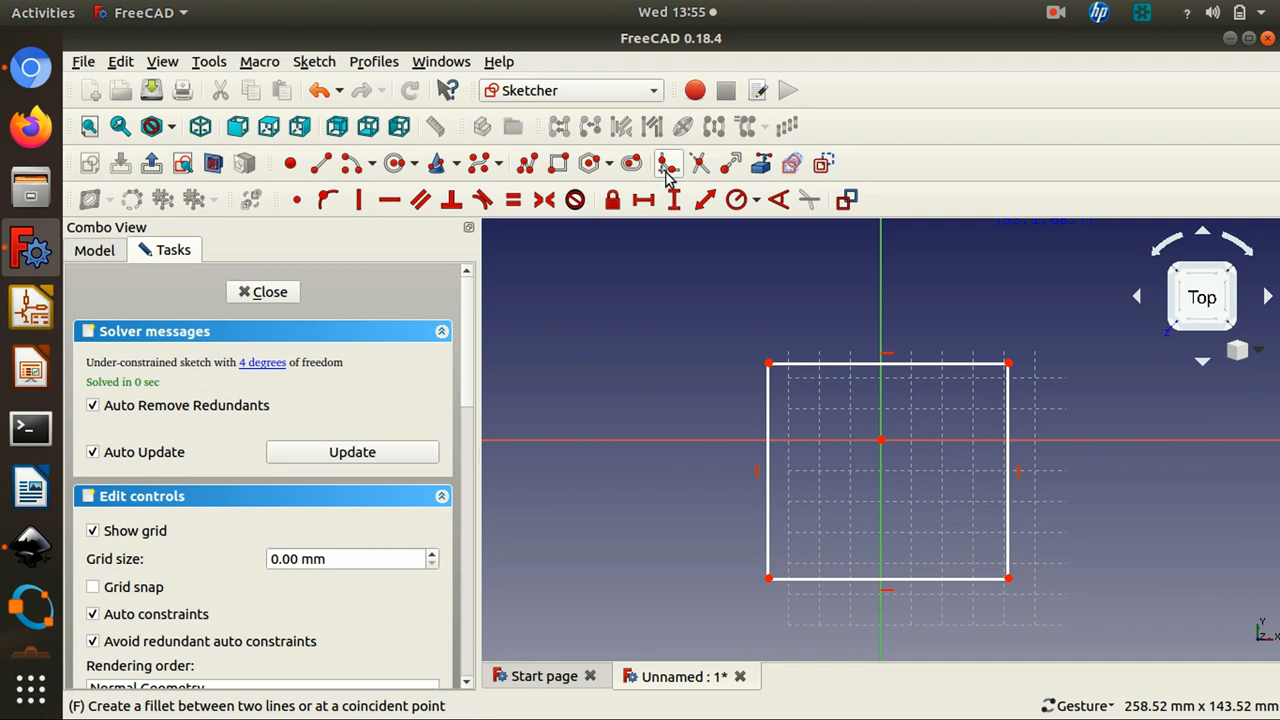 Activities FreeCAD Wed 13:55
FreeCAD 0.18.4
File Edit View Tools Macro Sketch Profiles Windows Help
Sketcher
Combo View
Model Tasks
Close
Top
Solver messages
Under-constrained sketch with 4 degrees of freedom
Solved in 0 sec
Auto Remove Redundants
Auto Update Update
Edit controls
Show grid
Grid size: 0.00 mm
Grid snap
Auto constraints
Avoid redundant auto constraints
Rendering order:
Normal Geometry
Start page Unnamed : 1*
(F) Create a fillet between two lines or at a coincident point Gesture 258.52 mm x 143.52 mm